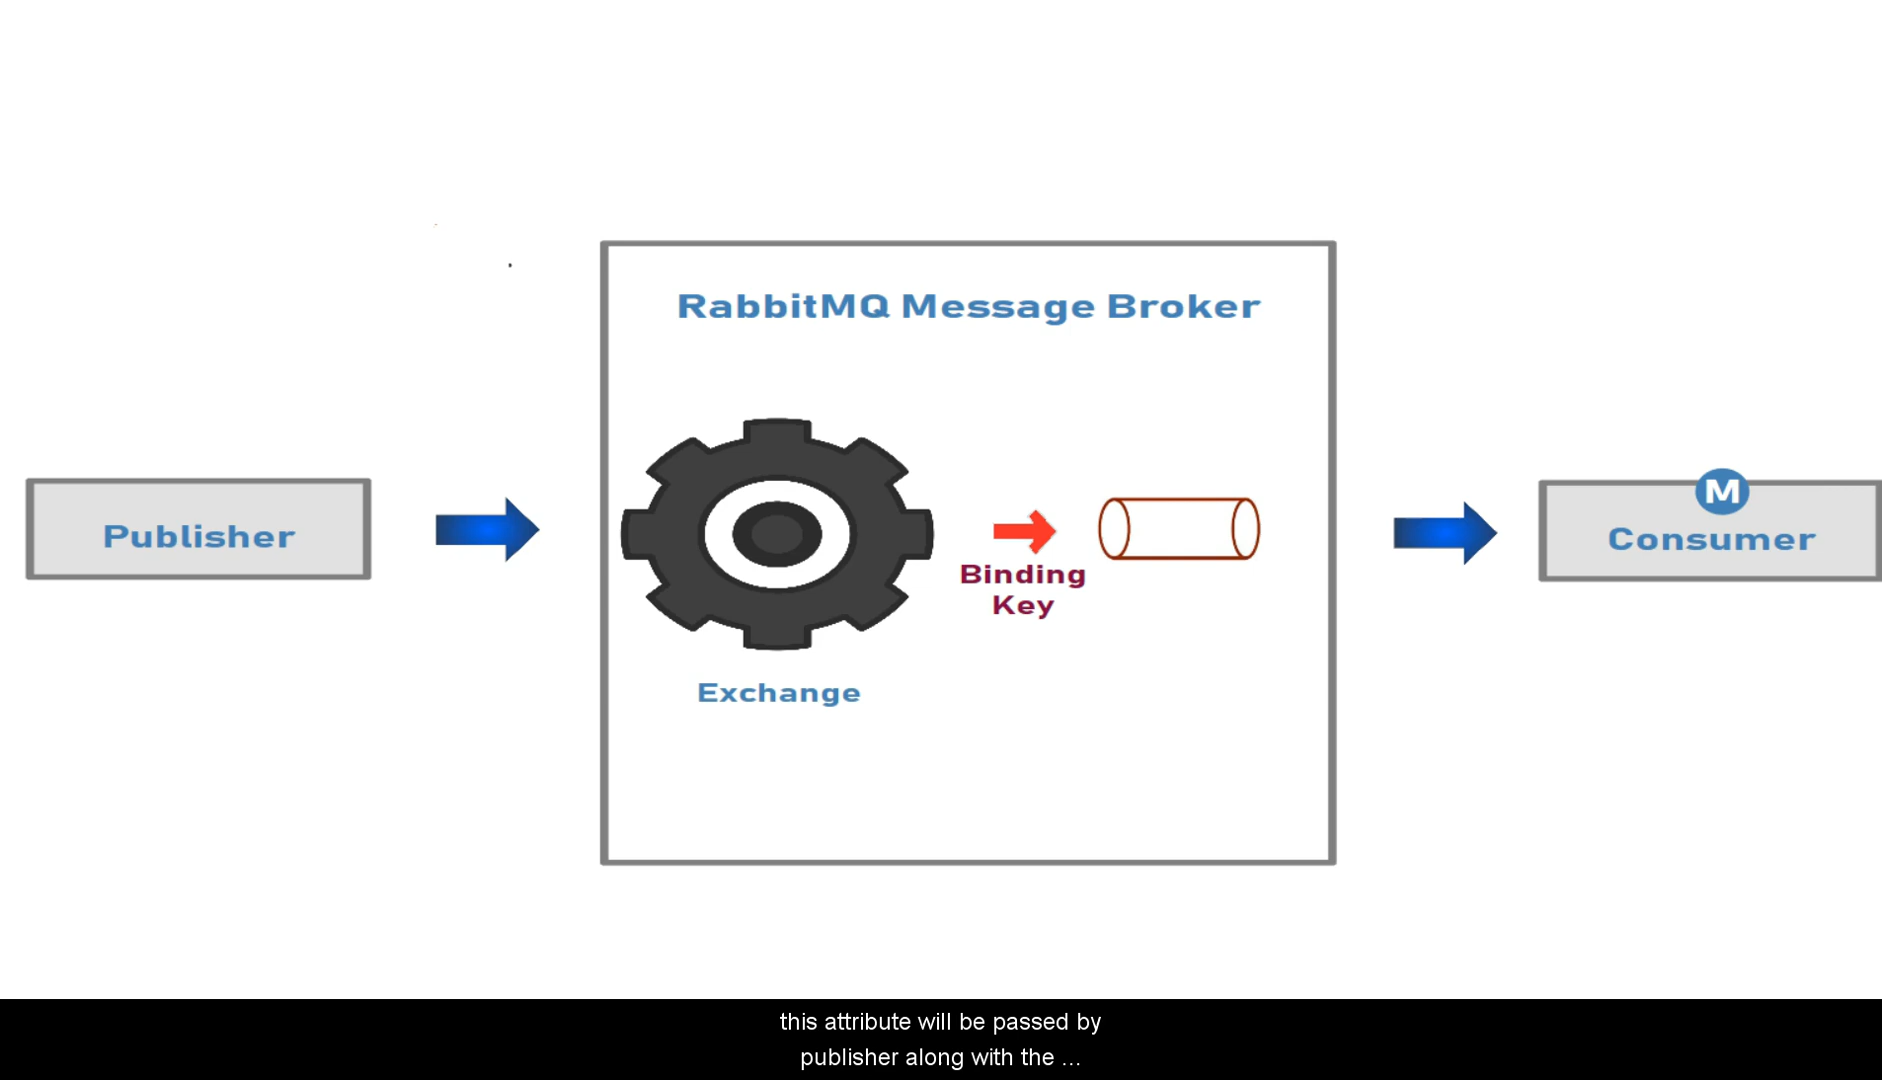 RabbitMQ Message Broker
Publisher
M
Consumer
Binding
Key
Exchange
this attribute will be passed by
publisher along with the ...